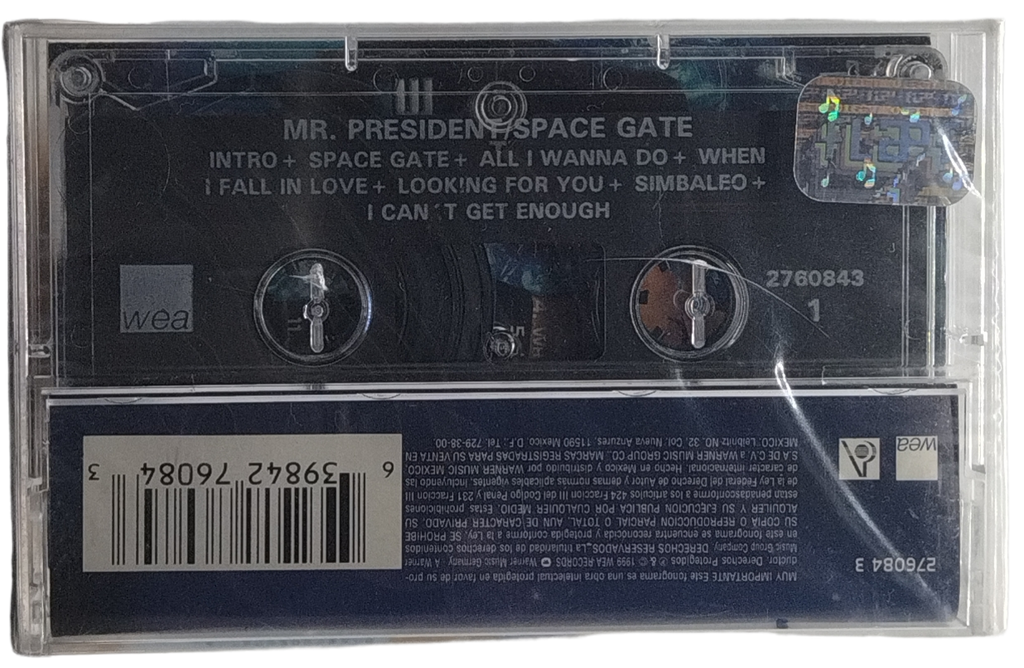 MR. PRESIDENT/SPACE GATE
INTRO + SPACE GATE + ALL I WANNA DO + WHEN
I FALL IN LOVE + LOOKING FOR YOU + SIMBALEO +
I CAN´T GET ENOUGH
wea
2760843
1
276084 3
wea
MUY IMPORTANTE Este fonograma es una obra intelectual protegida en favor de su pro-
ductor. Derechos Protegidos ℗ & © 1999 WEA RECORDS Warner Music Germany. A Warner
Music Group Company. DERECHOS RESERVADOS. La titularidad de los derechos contenidos
en este fonograma se encuentra reconocida y protegida conforme a la Ley. SE PROHIBE
SU COPIA O REPRODUCCION PARCIAL O TOTAL, AUN DE CARACTER PRIVADO, SU
ALQUILER Y SU EJECUCION PUBLICA POR CUALQUIER MEDIO. Estas prohibiciones
estan penadas conforme a los articulos 424 Fraccion III del Codigo Penal y 231 Fraccion III
de la Ley Federal del Derecho de Autor y demas normas aplicables vigentes, incluyendo las
de caracter internacional. Hecho en Mexico y distribuido por WARNER MUSIC MEXICO,
S.A DE C.V. A WARNER MUSIC GROUP CO., MARCAS REGISTRADAS PARA SU VENTA EN
MEXICO. Leibnitz NO. 32, Col. Nueva Anzures, 11590 Mexico, D.F.; Tel. 729-38-00.
6 39842 76084 3